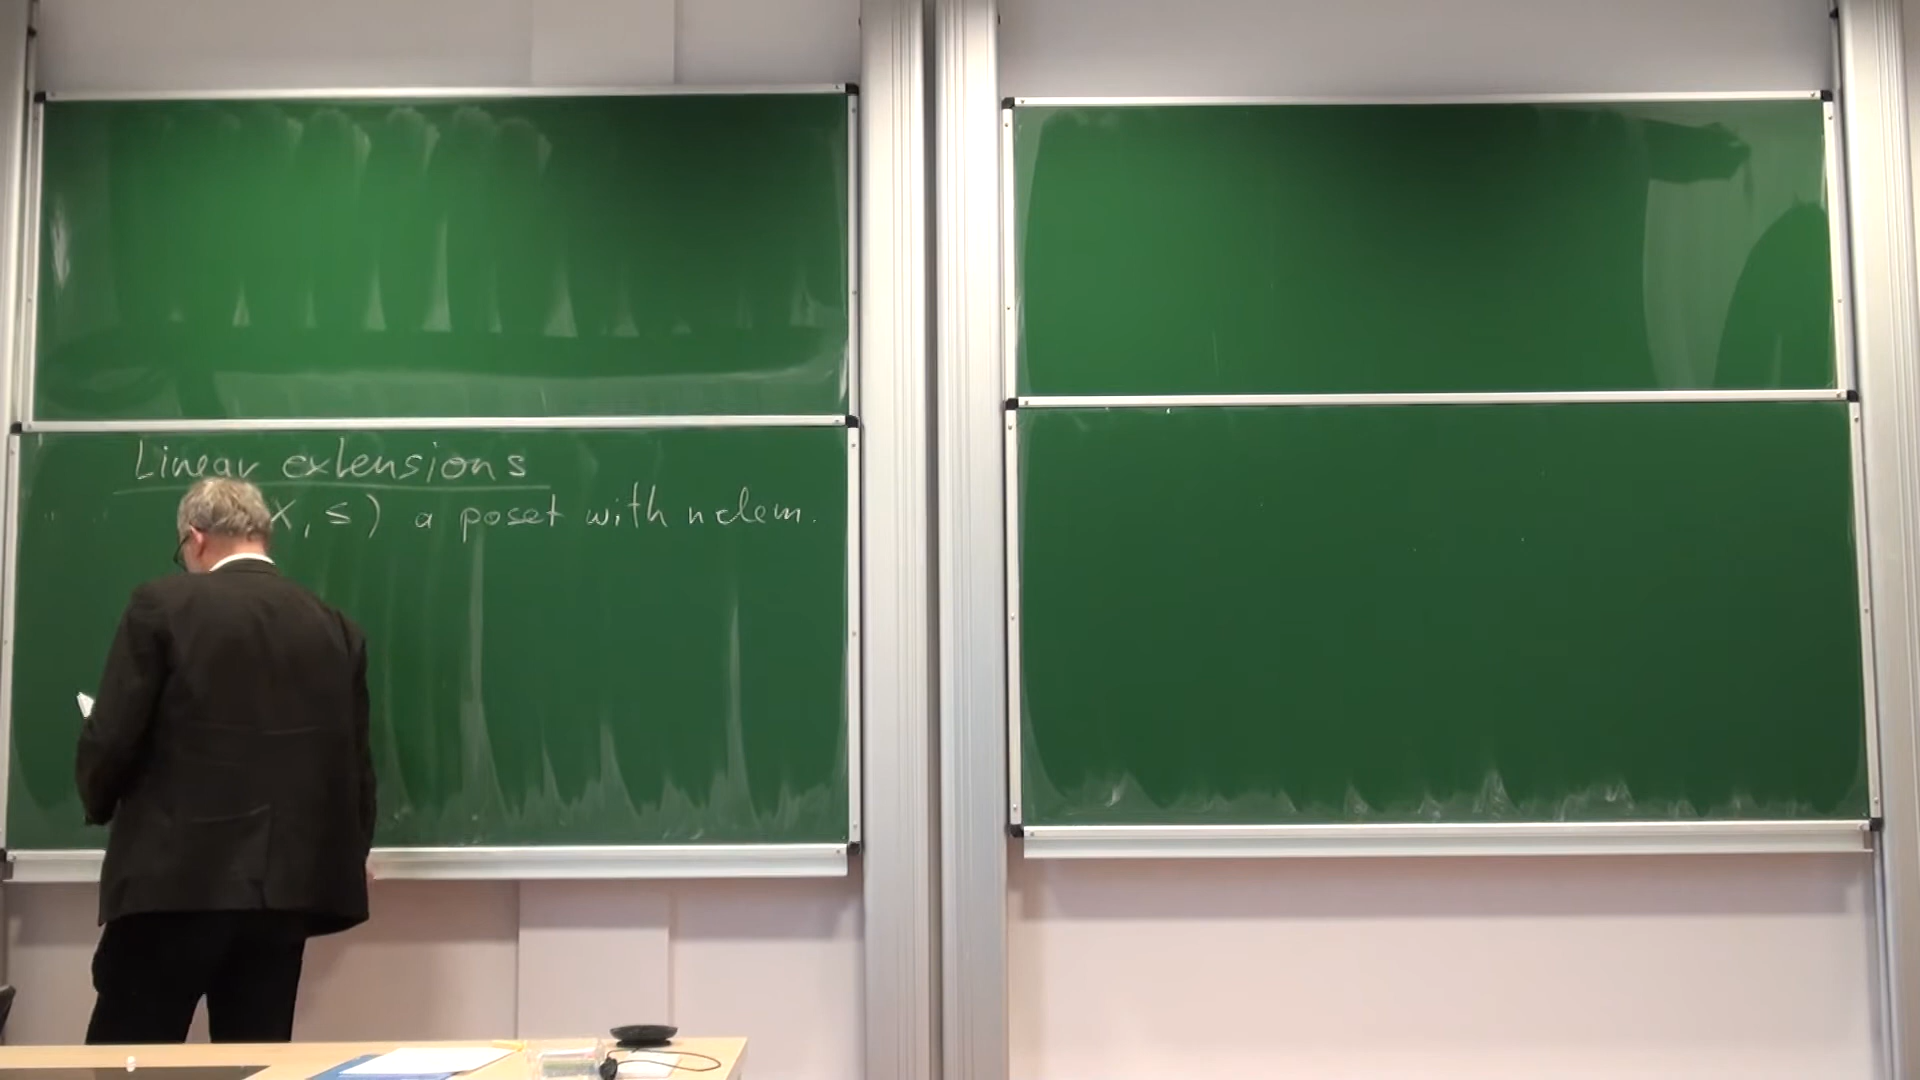 Linear extensions
X, ≤) a poset with n elem.